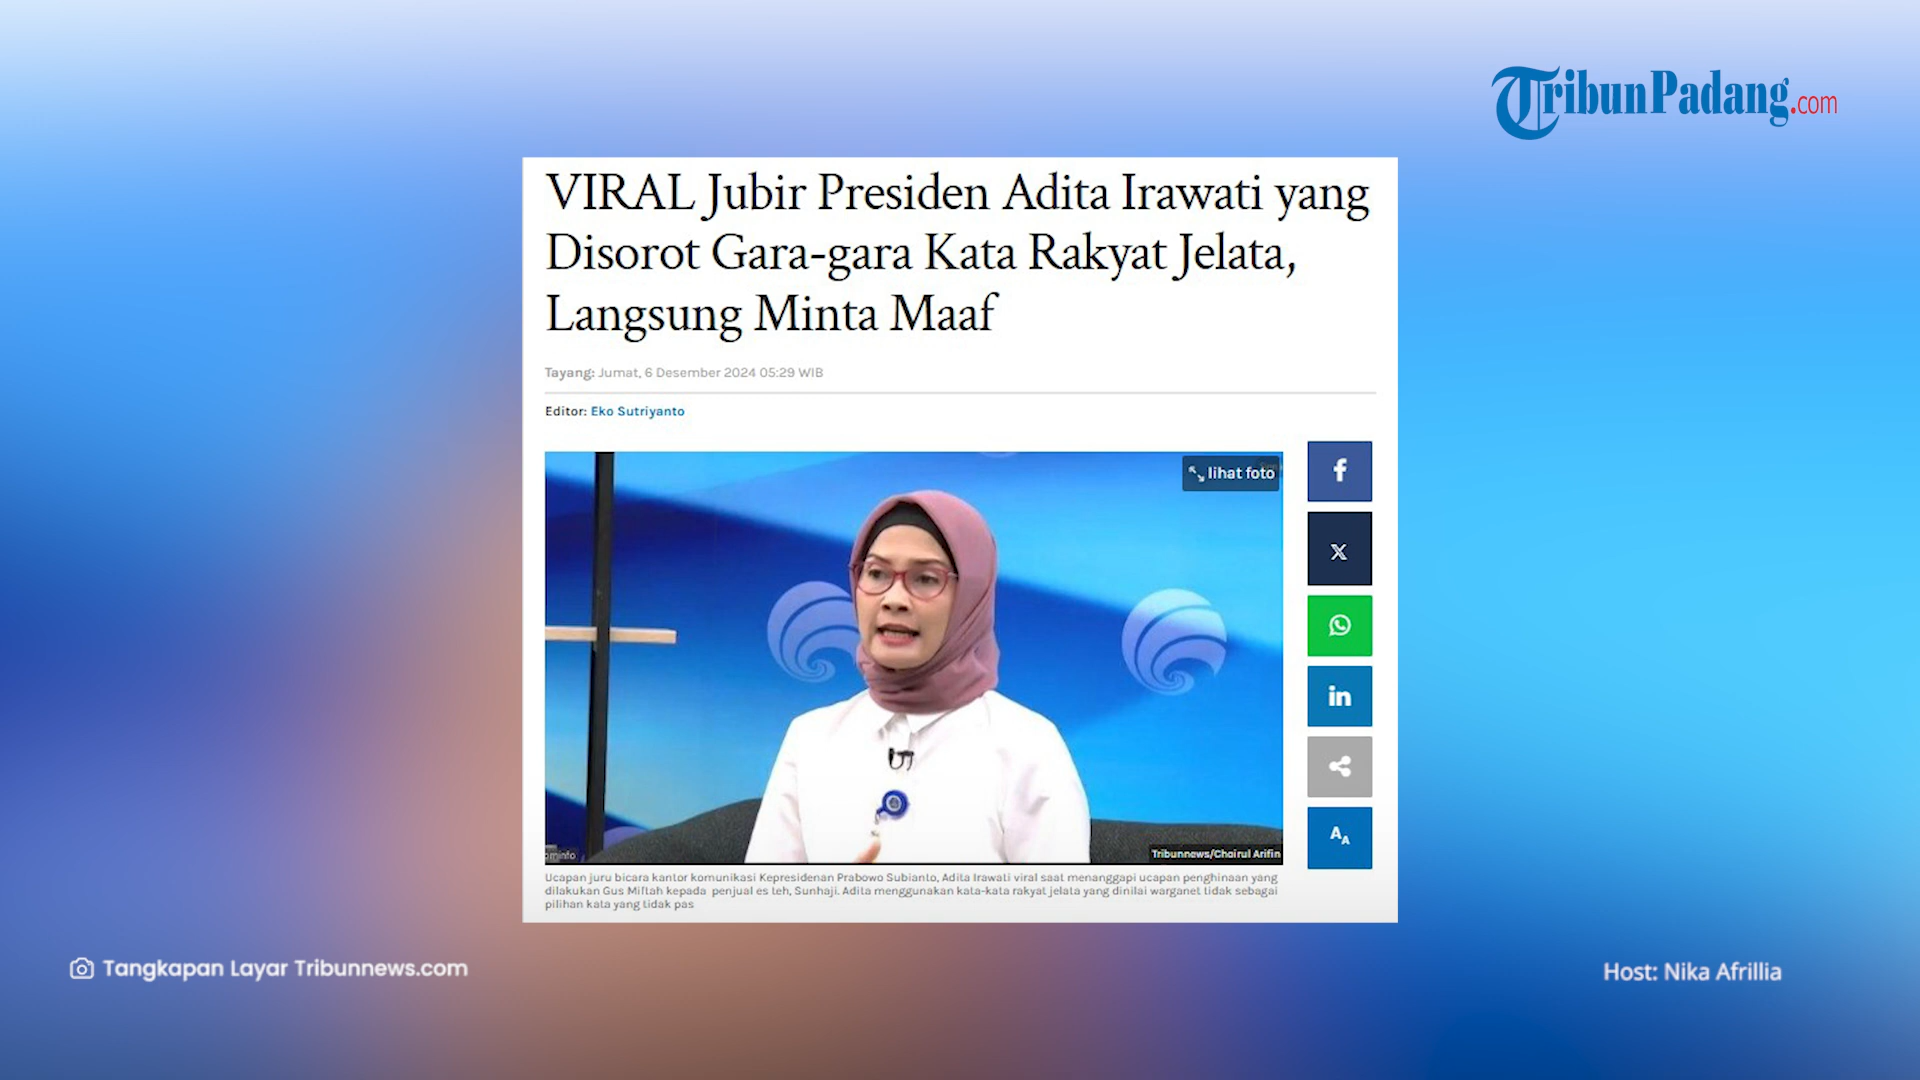 TribunPadang.com
VIRAL Jubir Presiden Adita Irawati yang
Disorot Gara-gara Kata Rakyat Jelata,
Langsung Minta Maaf
Tayang: Jumat, 6 Desember 2024 05:29 WIB
Editor: Eko Sutriyanto
lihat foto
f
X
in
AA
ominfo
Tribunnews/Chairul Arifin
Ucapan juru bicara kantor komunikasi Kepresidenan Prabowo Subianto, Adita Irawati viral saat menanggapi ucapan penghinaan yang
dilakukan Gus Miftah kepada penjual es teh, Sunhaji. Adita menggunakan kata-kata rakyat jelata yang dinilai warganet tidak sebagai
pilihan kata yang tidak pas
Tangkapan Layar Tribunnews.com
Host: Nika Afrillia